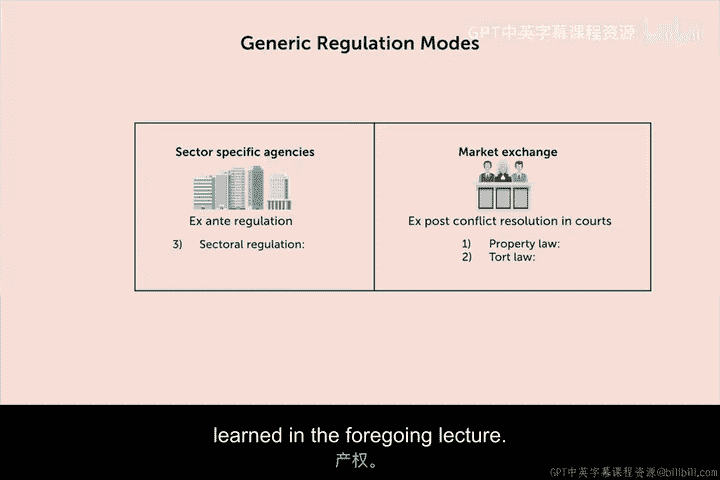 GPT中英字幕课程资源
bilibili
Generic Regulation Modes
Sector specific agencies
Ex ante regulation
3) Sectoral regulation:
Market exchange
Ex post conflict resolution in courts
1) Property law:
2) Tort law:
learned in the foregoing lecture.
产权。
GPT中英字幕课程资源@bilibili.com